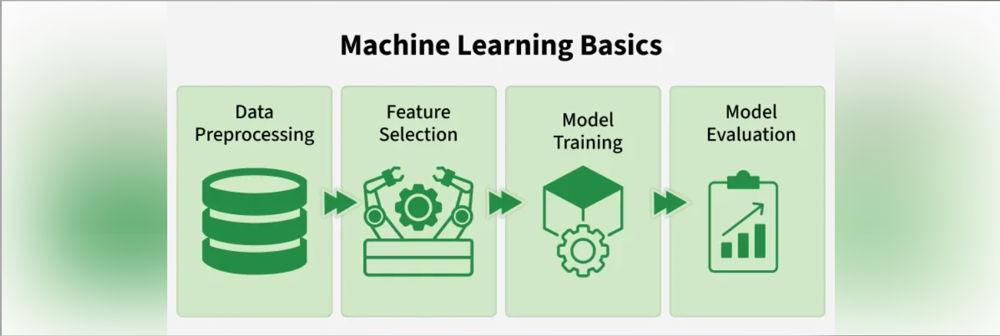 Machine Learning Basics
Data
Preprocessing
Feature
Selection
Model
Training
Model
Evaluation